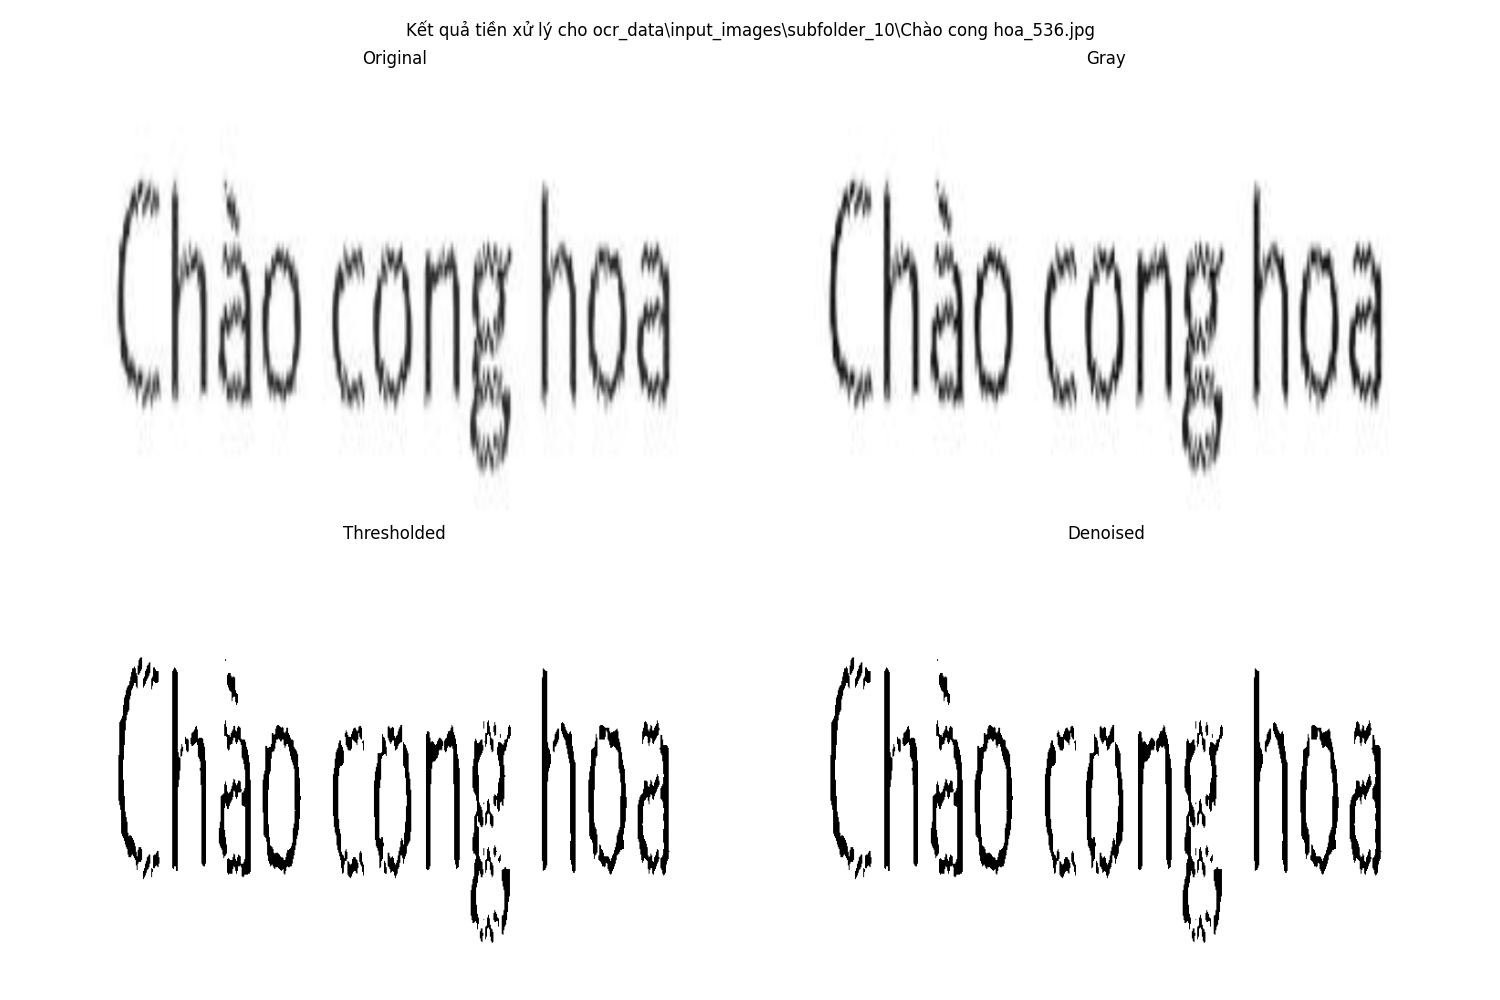 Kết quả tiền xử lý cho ocr_data\input_images\subfolder_10\Chào cong hoa_536.jpg
Original
Gray
Chào cong hoa
Chào cong hoa
Thresholded
Denoised
Chào cong hoa
Chào cong hoa